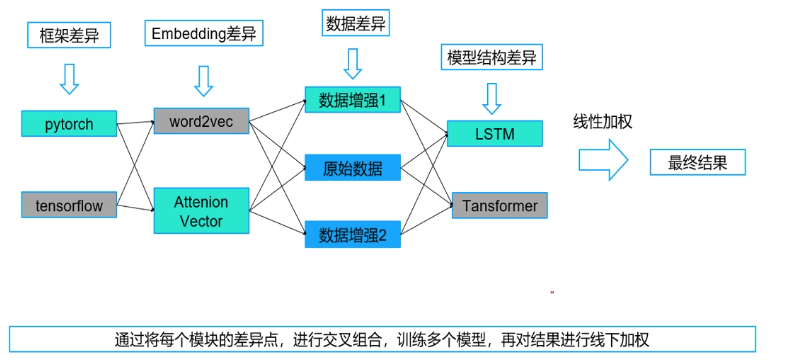 框架差异
Embedding差异
数据差异
模型结构差异
pytorch
word2vec
数据增强1
LSTM
线性加权
原始数据
最终结果
tensorflow
Attenion
Vector
Tansformer
数据增强2
通过将每个模块的差异点，进行交叉组合，训练多个模型，再对结果进行线下加权